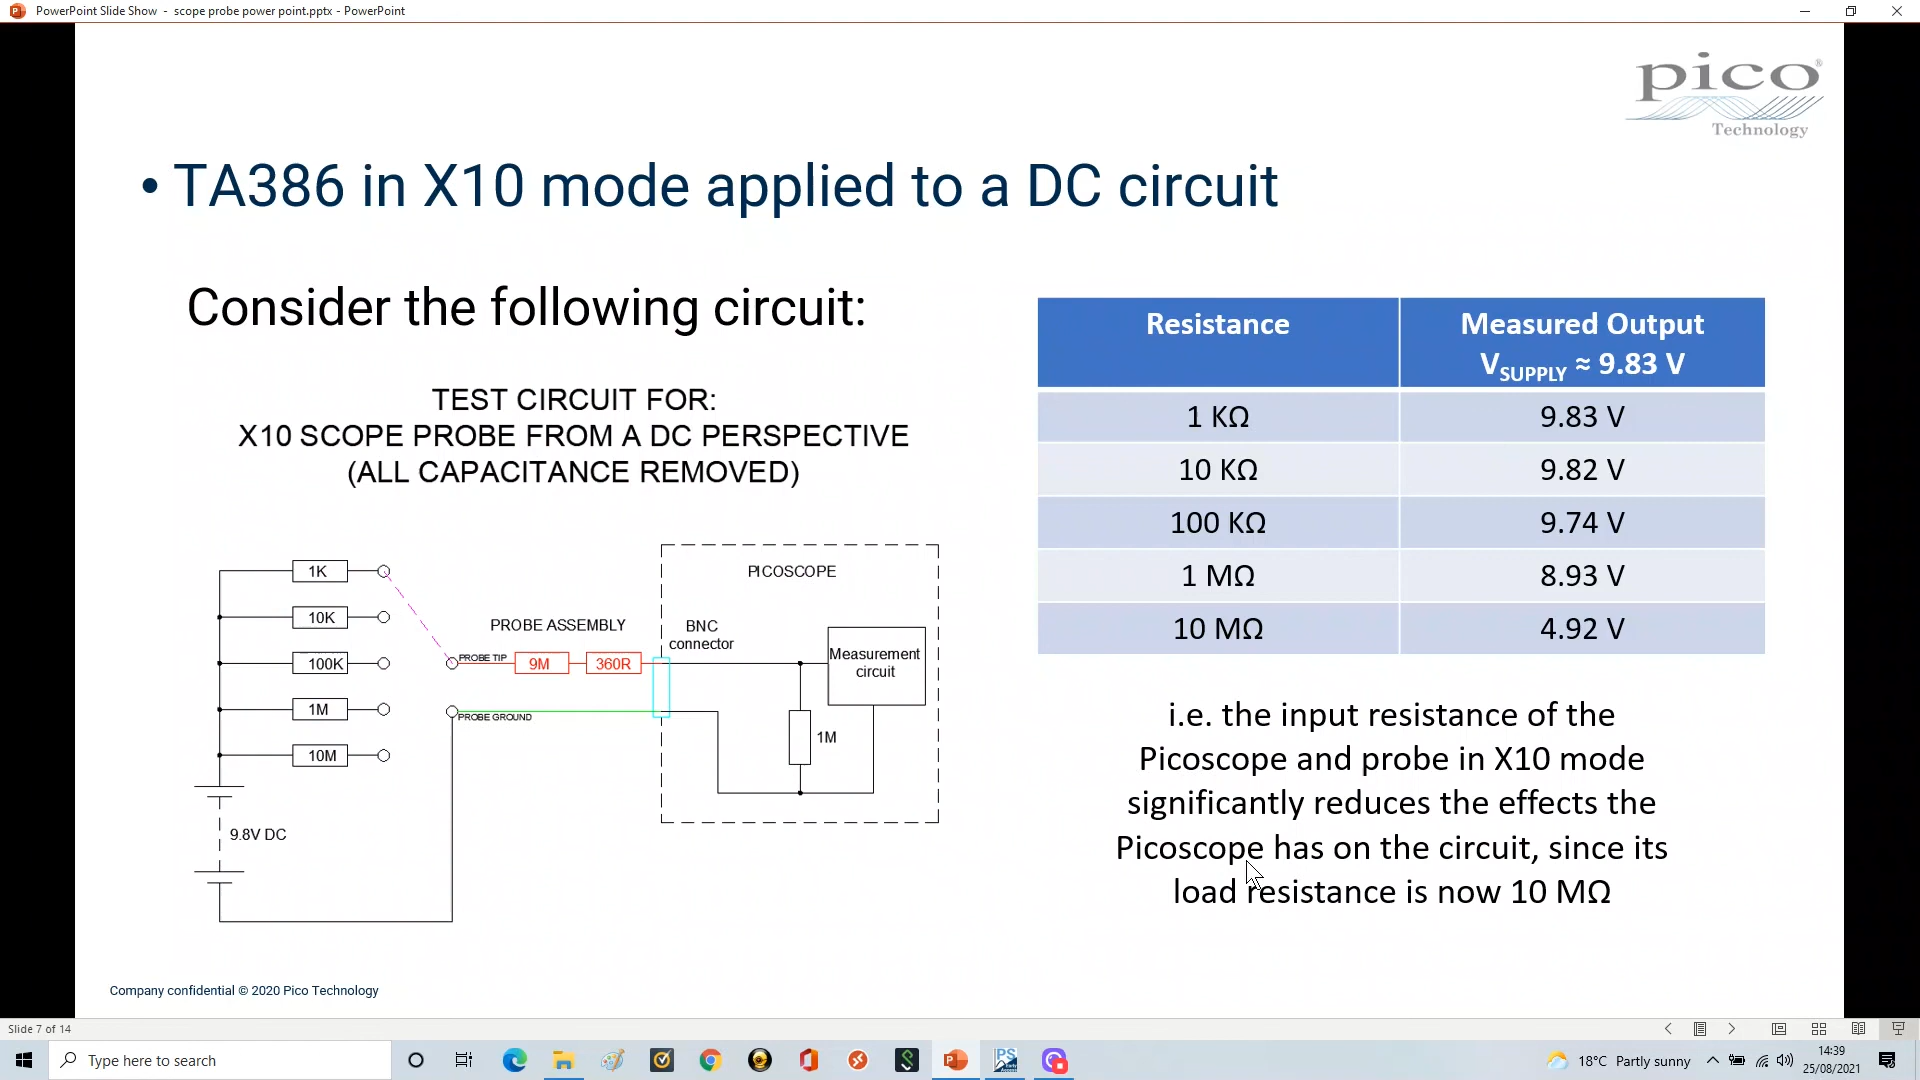 PowerPoint Slide Show - scope probe power point.pptx - PowerPoint
pico®
Technology
• TA386 in X10 mode applied to a DC circuit
Consider the following circuit:
TEST CIRCUIT FOR:
X10 SCOPE PROBE FROM A DC PERSPECTIVE
(ALL CAPACITANCE REMOVED)
1K
10K
100K
1M
10M
9.8V DC
PROBE ASSEMBLY
PROBE TIP
9M
360R
PROBE GROUND
BNC
connector
PICOSCOPE
Measurement
circuit
1M
Resistance
Measured Output
VSUPPLY ≈ 9.83 V
1 KΩ 9.83 V
10 KΩ 9.82 V
100 KΩ 9.74 V
1 MΩ 8.93 V
10 MΩ 4.92 V
i.e. the input resistance of the
Picoscope and probe in X10 mode
significantly reduces the effects the
Picoscope has on the circuit, since its
load resistance is now 10 MΩ
Company confidential © 2020 Pico Technology
Slide 7 of 14
Type here to search
18°C Partly sunny
14:39
25/08/2021